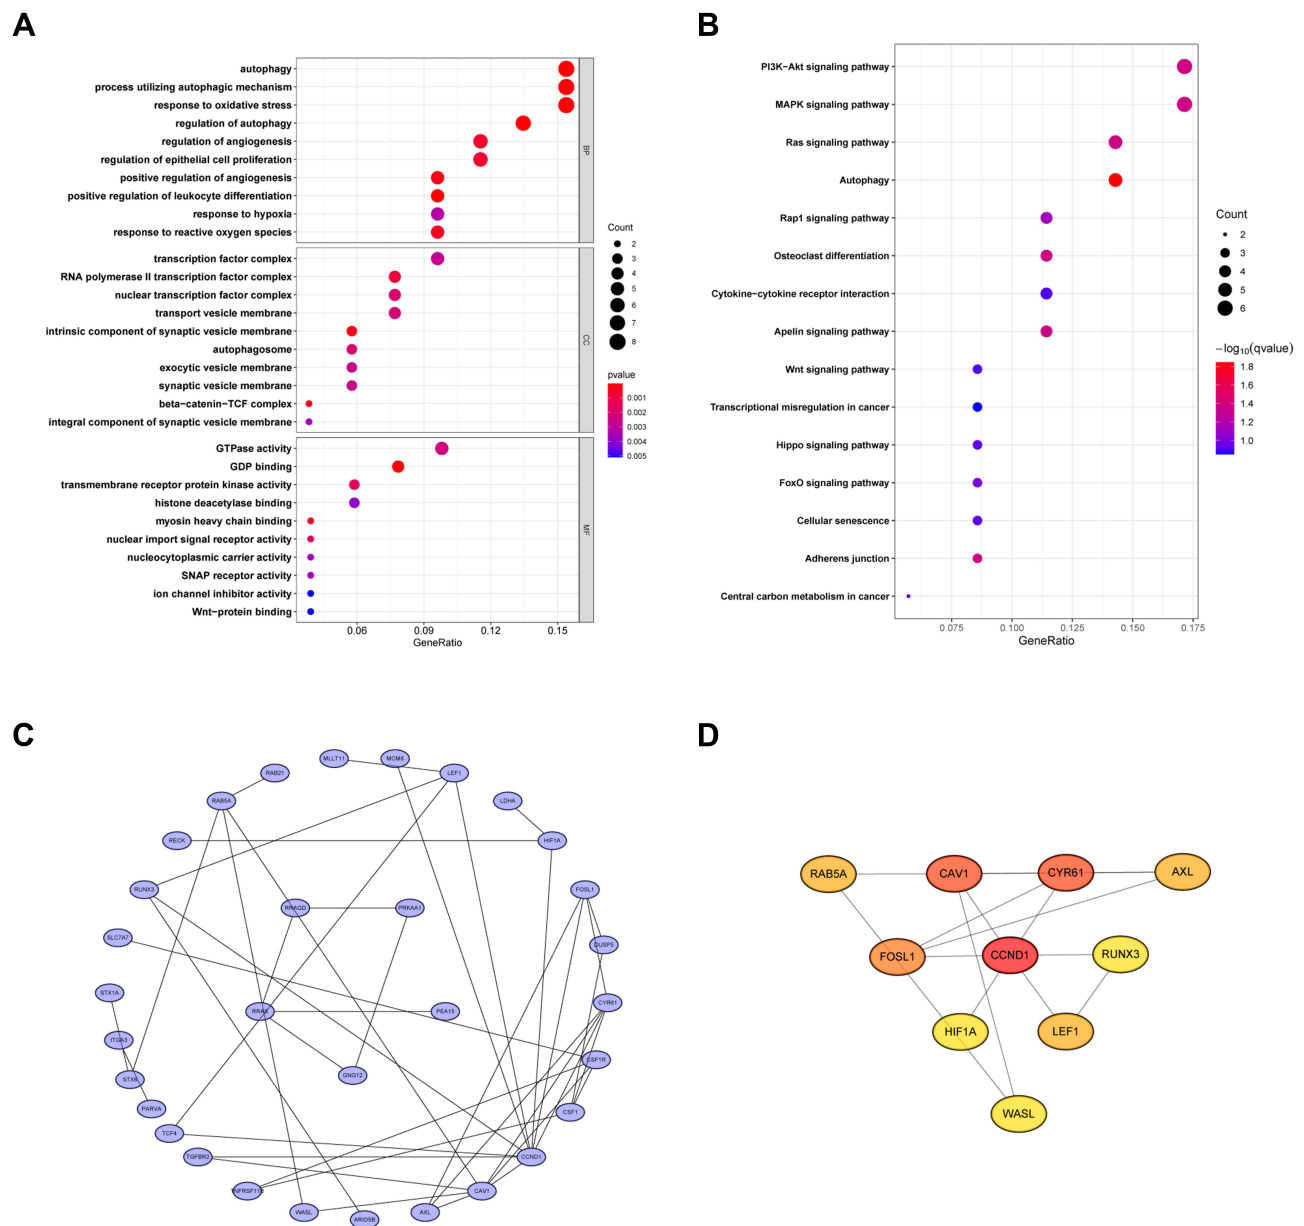 A
autophagy
process utilizing autophagic mechanism
response to oxidative stress
regulation of autophagy
regulation of angiogenesis
regulation of epithelial cell proliferation
positive regulation of angiogenesis
positive regulation of leukocyte differentiation
response to hypoxia
response to reactive oxygen species
BP
transcription factor complex
RNA polymerase II transcription factor complex
nuclear transcription factor complex
transport vesicle membrane
intrinsic component of synaptic vesicle membrane
autophagosome
exocytic vesicle membrane
synaptic vesicle membrane
beta−catenin−TCF complex
integral component of synaptic vesicle membrane
CC
GTPase activity
GDP binding
transmembrane receptor protein kinase activity
histone deacetylase binding
myosin heavy chain binding
nuclear import signal receptor activity
nucleocytoplasmic carrier activity
SNAP receptor activity
ion channel inhibitor activity
Wnt−protein binding
MF
0.06 0.09 0.12 0.15
GeneRatio
Count
2
3
4
5
6
7
8
pvalue
0.001
0.002
0.003
0.004
0.005
B
PI3K−Akt signaling pathway
MAPK signaling pathway
Ras signaling pathway
Autophagy
Rap1 signaling pathway
Osteoclast differentiation
Cytokine−cytokine receptor interaction
Apelin signaling pathway
Wnt signaling pathway
Transcriptional misregulation in cancer
Hippo signaling pathway
FoxO signaling pathway
Cellular senescence
Adherens junction
Central carbon metabolism in cancer
0.075 0.100 0.125 0.150 0.175
GeneRatio
Count
2
3
4
5
6
−log10(qvalue)
1.8
1.6
1.4
1.2
1.0
C
MLLT11
MCM8
LEF1
RAB21
RAB5A
LDHA
RECK
HIF1A
RUNX3
FOSL1
RRAGD
PRKAA1
SLC7A7
DUSP5
STX1A
CYR61
RRAS
PEA15
ITGA3
CSF1R
STX6
GNG12
PARVA
CSF1
TCF4
TGFBR2
CCND1
TNFRSF11B
CAV1
WASL
ARID5B
AXL
D
RAB5A
CAV1
CYR61
AXL
FOSL1
CCND1
RUNX3
HIF1A
LEF1
WASL